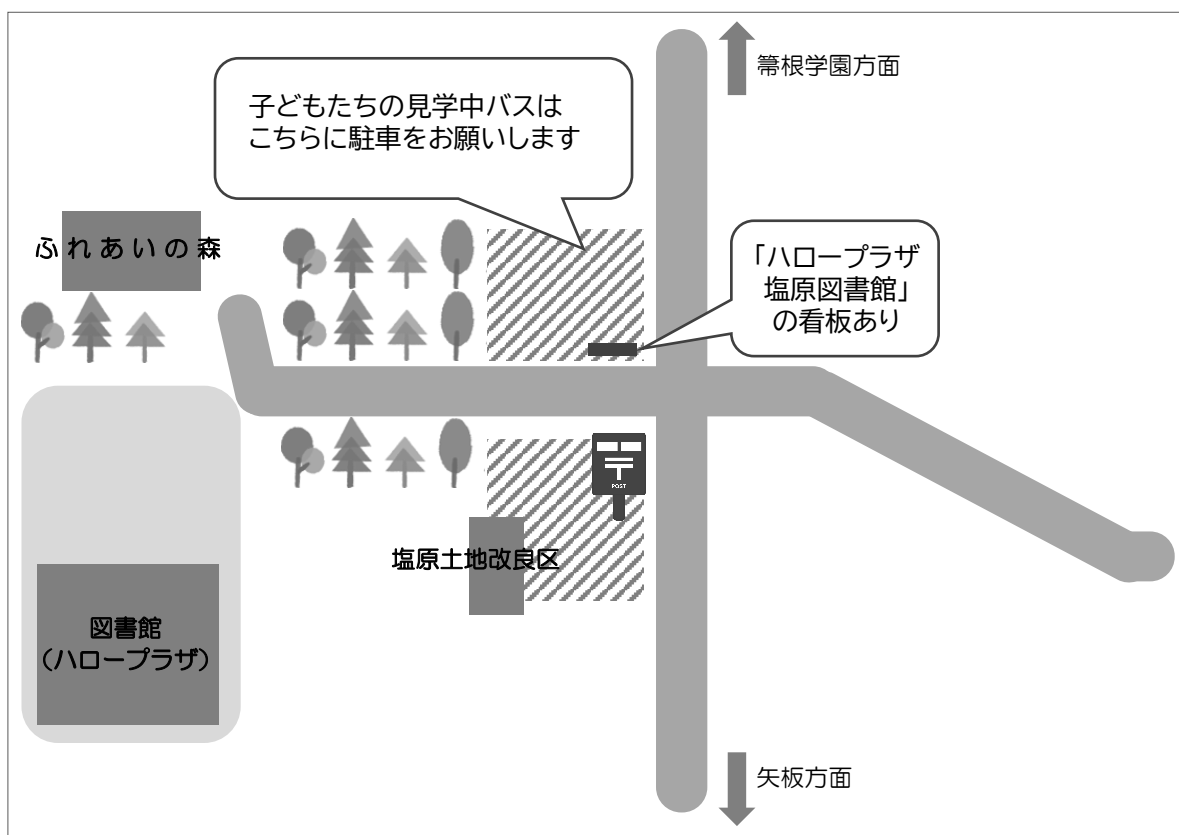 箒根学園方面
子どもたちの見学中バスは
こちらに駐車をお願いします
ふれあいの森
「ハロープラザ
塩原図書館」
の看板あり
〒
POST
塩原土地改良区
図書館
(ハロープラザ)
矢板方面